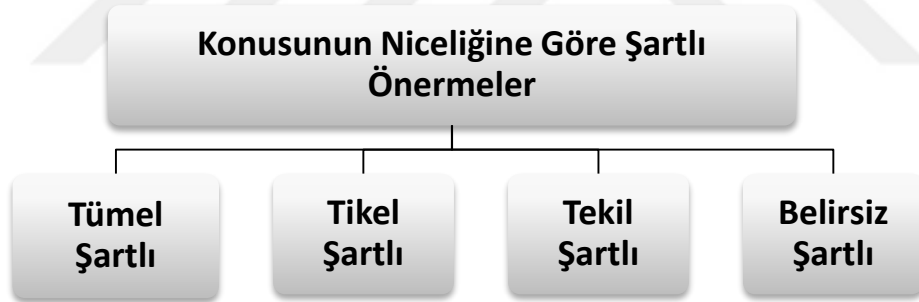 Konusunun Niceliğine Göre Şartlı
Önermeler
Tümel
Şartlı
Tikel
Şartlı
Tekil
Şartlı
Belirsiz
Şartlı